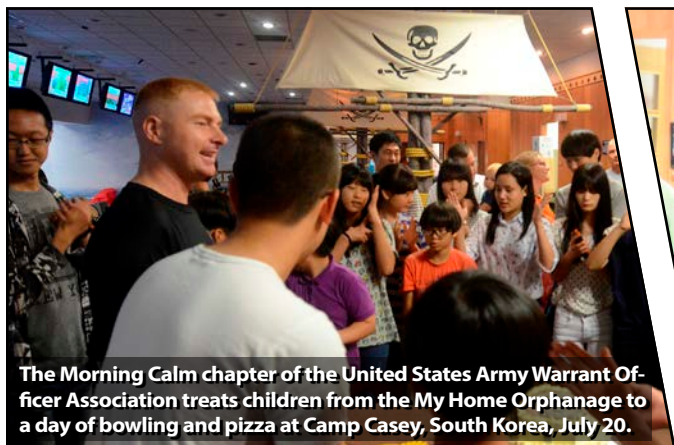 The Morning Calm chapter of the United States Army Warrant Of-
ficer Association treats children from the My Home Orphanage to
a day of bowling and pizza at Camp Casey, South Korea, July 20.